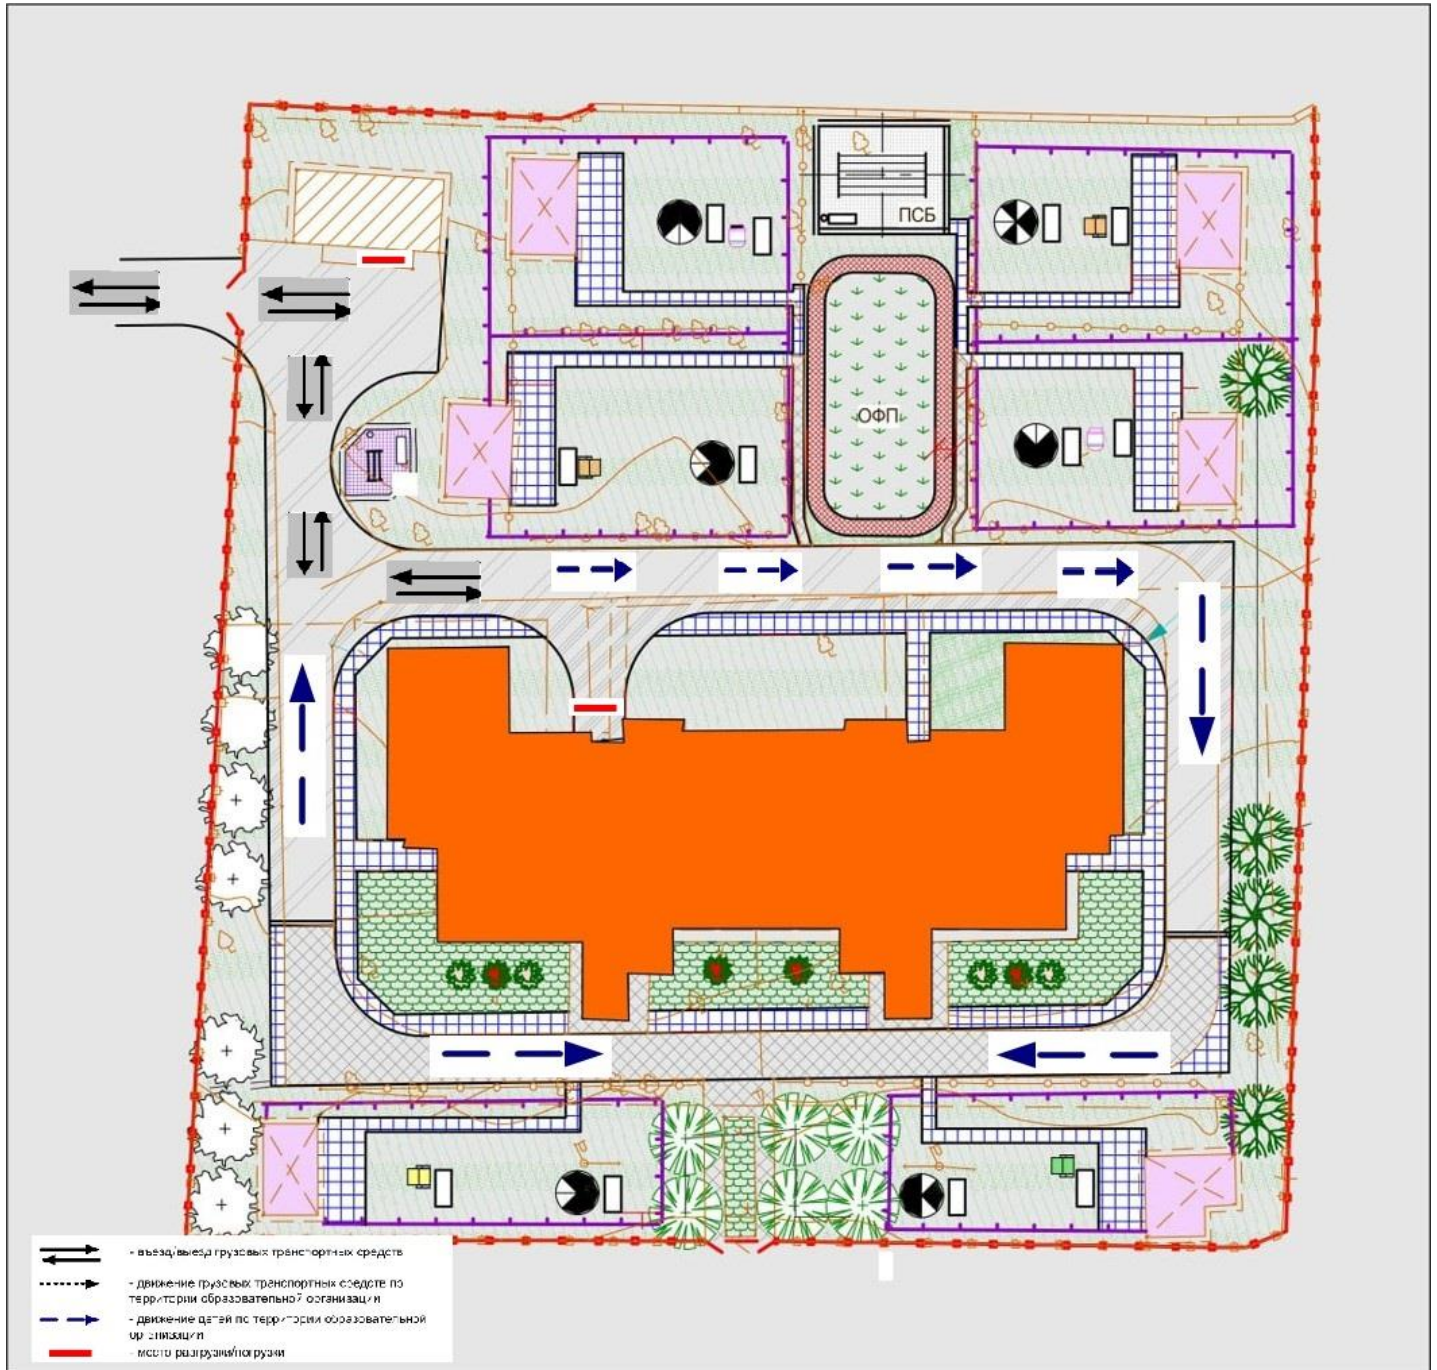 ПСБ
ОФП
- въезд/выезд грузовых транспортных средств
- движение грузовых транспортных средств по
территории образовательной организации
- движение детей по территории образовательной
организации
- место разгрузки/погрузки